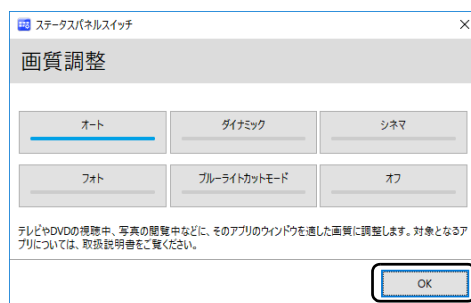 ステータスパネルスイッチ
画質調整
オート
ダイナミック
シネマ
フォト
ブルーライトカットモード
オフ
テレビやDVDの視聴中、写真の閲覧中などに、そのアプリのウィンドウを適した画質に調整します。対象となるア
プリについては、取扱説明書をご覧ください。
OK